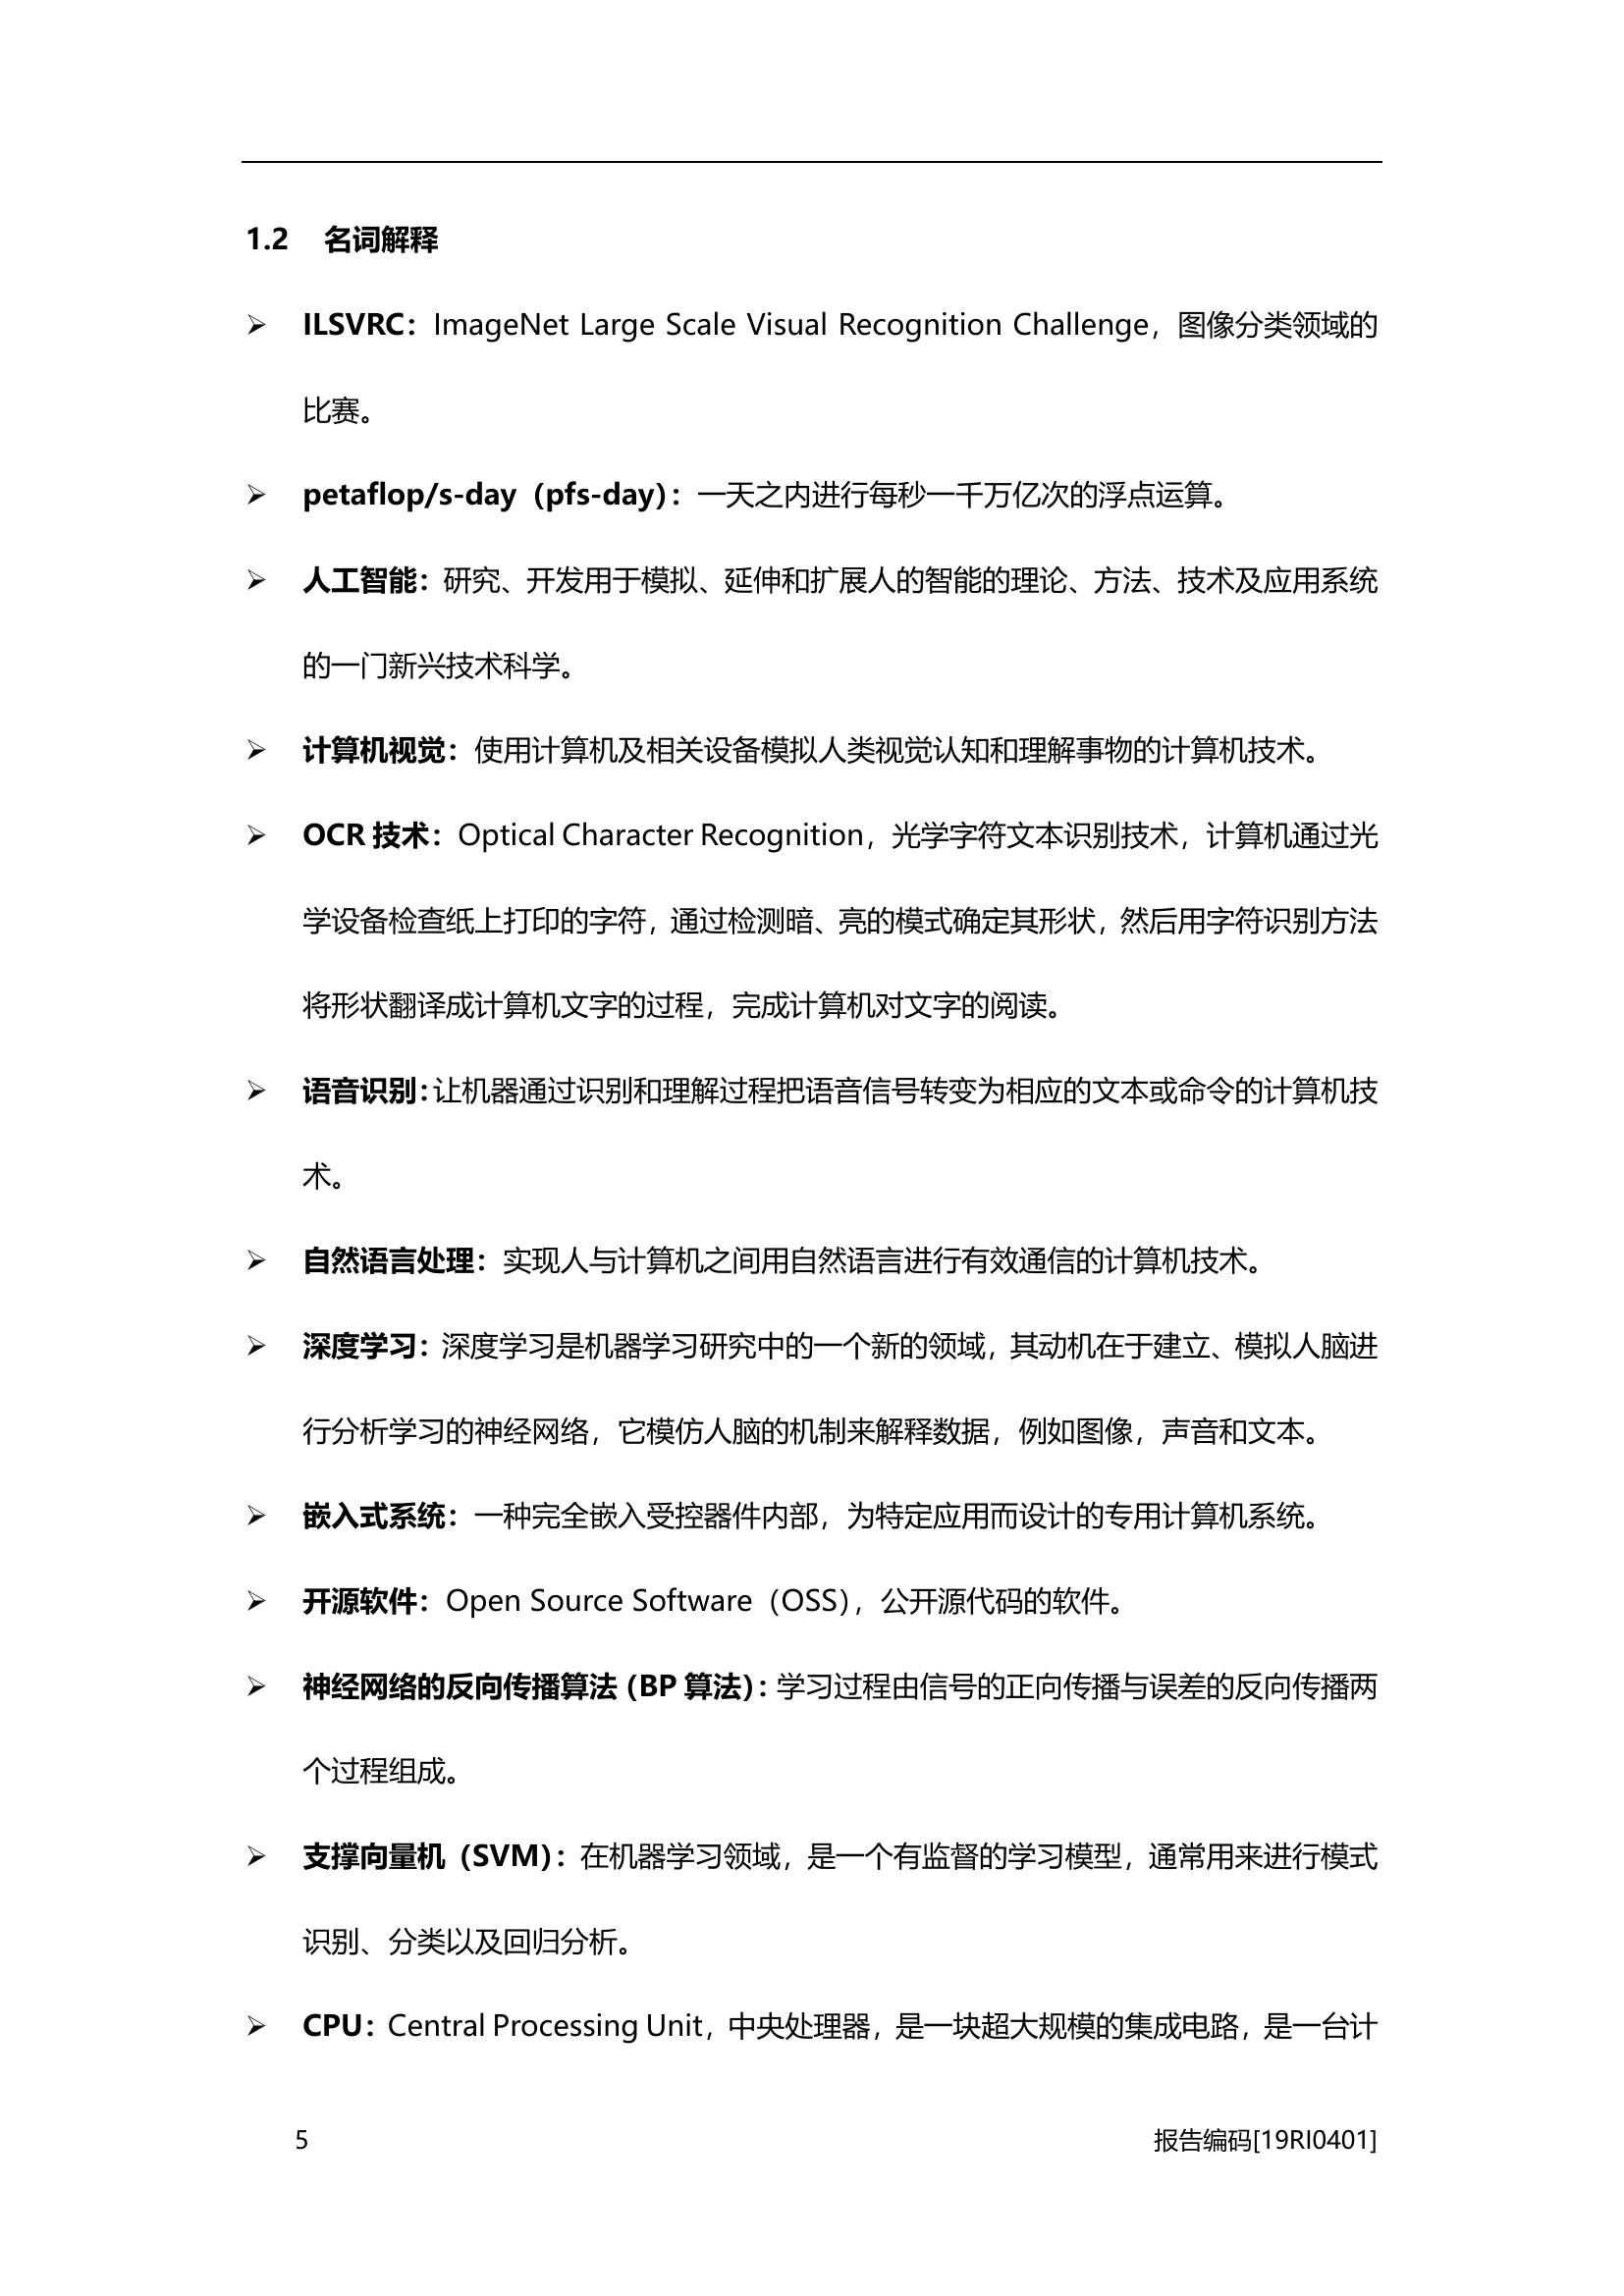 1.2 名词解释
➢ ILSVRC：ImageNet Large Scale Visual Recognition Challenge，图像分类领域的
比赛。
➢ petaflop/s-day（pfs-day）：一天之内进行每秒一千万亿次的浮点运算。
➢ 人工智能：研究、开发用于模拟、延伸和扩展人的智能的理论、方法、技术及应用系统
的一门新兴技术科学。
➢ 计算机视觉：使用计算机及相关设备模拟人类视觉认知和理解事物的计算机技术。
➢ OCR 技术：Optical Character Recognition，光学字符文本识别技术，计算机通过光
学设备检查纸上打印的字符，通过检测暗、亮的模式确定其形状，然后用字符识别方法
将形状翻译成计算机文字的过程，完成计算机对文字的阅读。
➢ 语音识别：让机器通过识别和理解过程把语音信号转变为相应的文本或命令的计算机技
术。
➢ 自然语言处理：实现人与计算机之间用自然语言进行有效通信的计算机技术。
➢ 深度学习：深度学习是机器学习研究中的一个新的领域，其动机在于建立、模拟人脑进
行分析学习的神经网络，它模仿人脑的机制来解释数据，例如图像，声音和文本。
➢ 嵌入式系统：一种完全嵌入受控器件内部，为特定应用而设计的专用计算机系统。
➢ 开源软件：Open Source Software（OSS），公开源代码的软件。
➢ 神经网络的反向传播算法（BP 算法）：学习过程由信号的正向传播与误差的反向传播两
个过程组成。
➢ 支撑向量机（SVM）：在机器学习领域，是一个有监督的学习模型，通常用来进行模式
识别、分类以及回归分析。
➢ CPU：Central Processing Unit，中央处理器，是一块超大规模的集成电路，是一台计
5 报告编码[19RI0401]